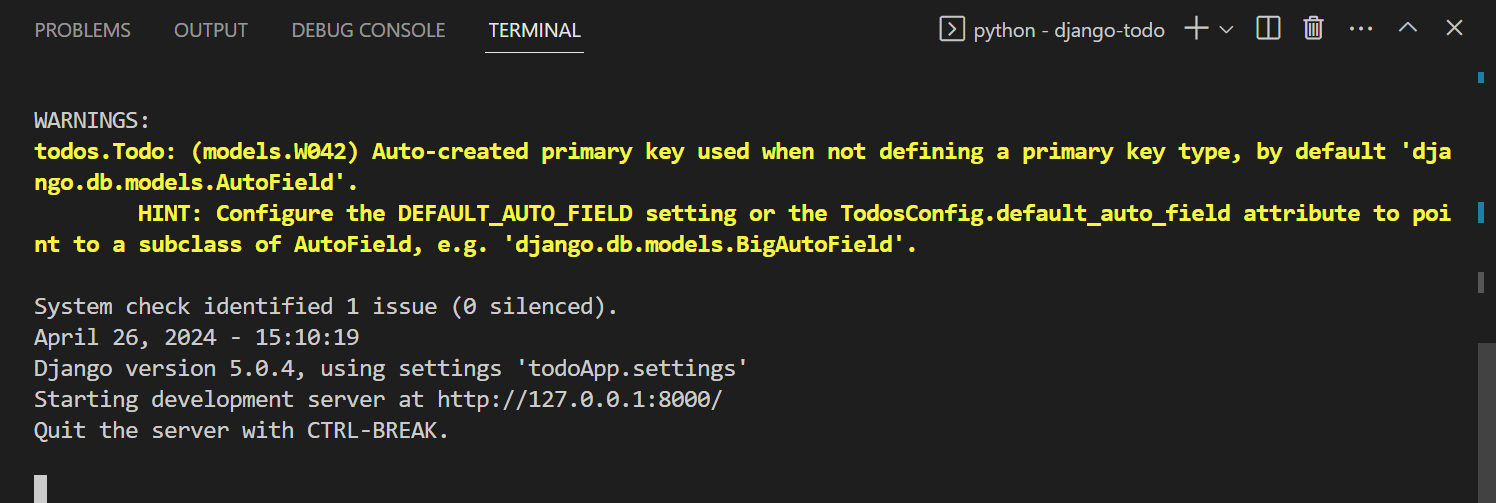 PROBLEMS OUTPUT DEBUG CONSOLE TERMINAL python - django-todo
WARNINGS:
todos.Todo: (models.W042) Auto-created primary key used when not defining a primary key type, by default 'dja
ngo.db.models.AutoField'.
        HINT: Configure the DEFAULT_AUTO_FIELD setting or the TodosConfig.default_auto_field attribute to poi
nt to a subclass of AutoField, e.g. 'django.db.models.BigAutoField'.
System check identified 1 issue (0 silenced).
April 26, 2024 - 15:10:19
Django version 5.0.4, using settings 'todoApp.settings'
Starting development server at http://127.0.0.1:8000/
Quit the server with CTRL-BREAK.